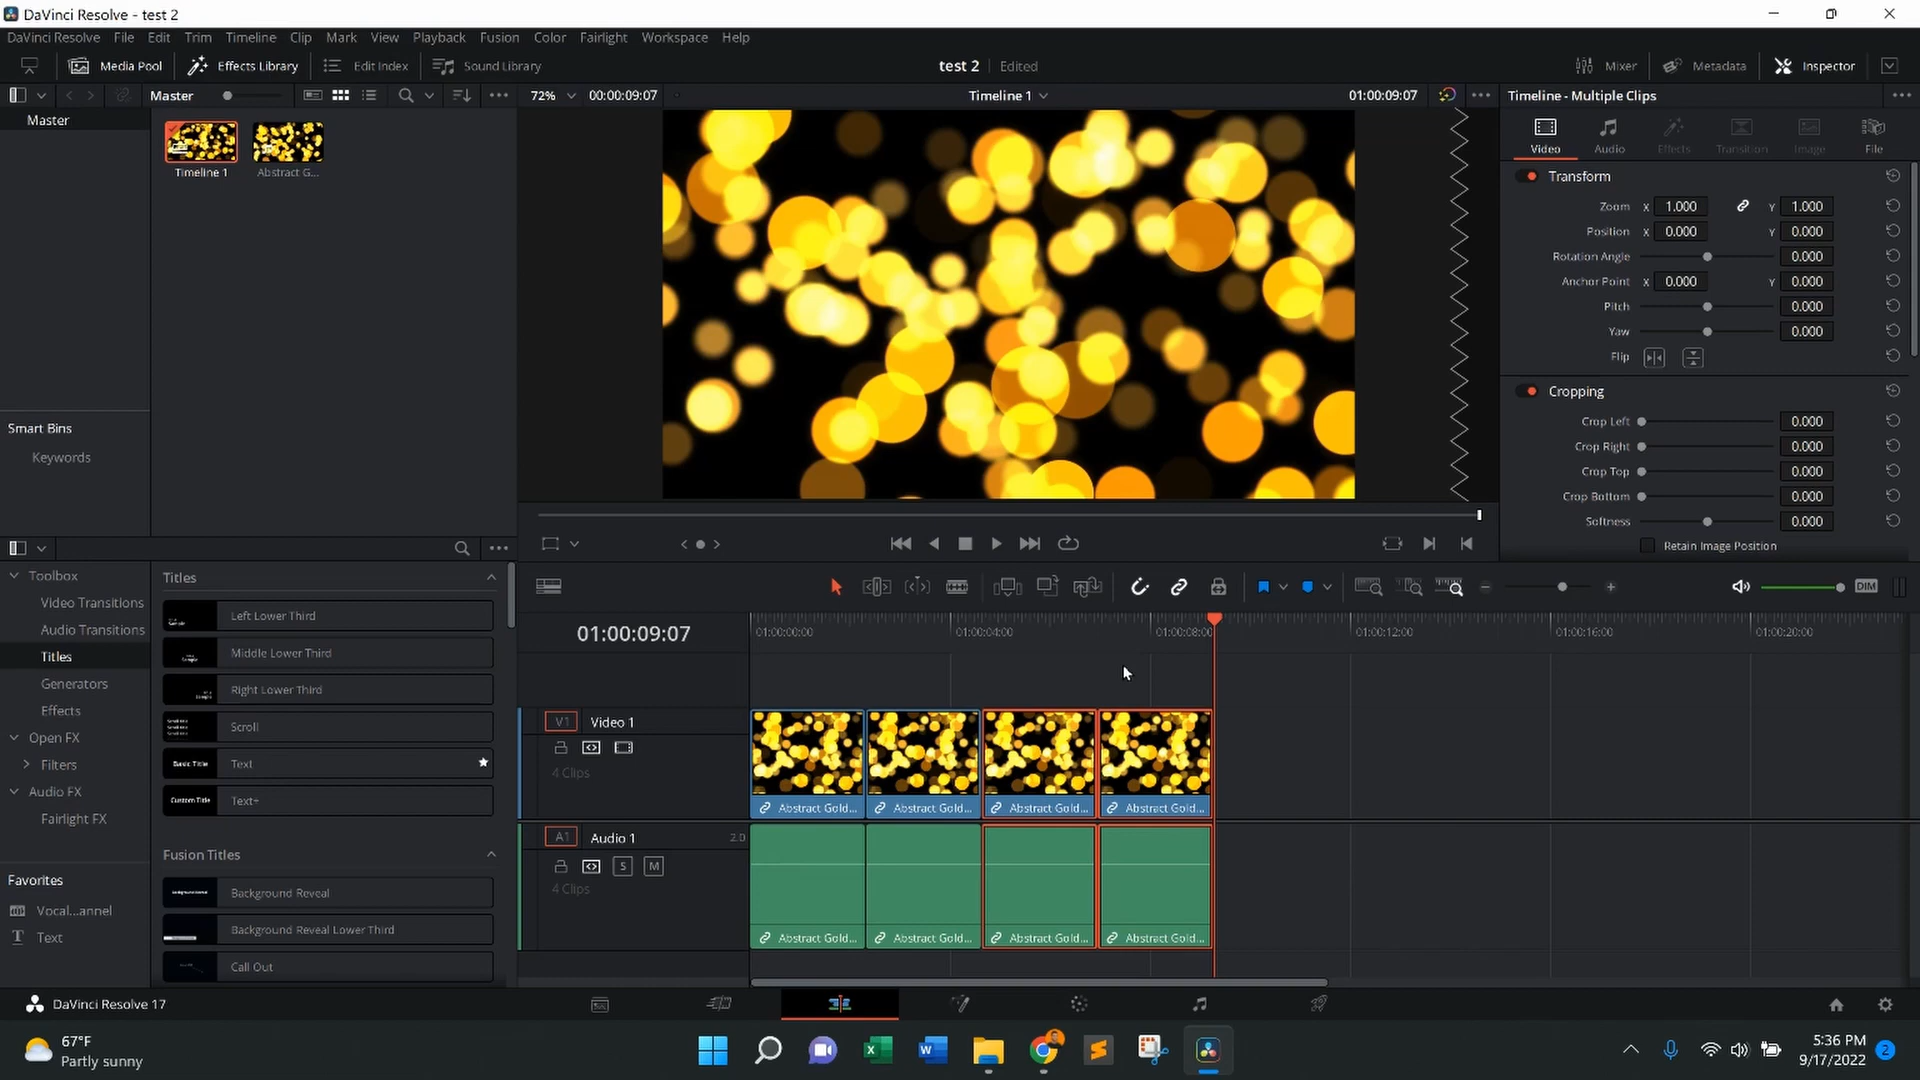 DaVinci Resolve - test 2
DaVinci Resolve File Edit Trim Timeline Clip Mark View Playback Fusion Color Fairlight Workspace Help
Media Pool Effects Library Edit Index Sound Library test 2 Edited Mixer Metadata Inspector
Master 72% 00:00:09:07 Timeline 1 01:00:09:07 Timeline - Multiple Clips
Master
Timeline 1 Abstract G...
Video Audio Effects Transition Image File
Transform
Zoom X 1.000 Y 1.000
Position X 0.000 Y 0.000
Rotation Angle 0.000
Anchor Point X 0.000 Y 0.000
Pitch 0.000
Yaw 0.000
Flip
Cropping
Crop Left 0.000
Crop Right 0.000
Crop Top 0.000
Crop Bottom 0.000
Softness 0.000
Retain Image Position
Smart Bins
Keywords
Toolbox
Video Transitions
Audio Transitions
Titles
Generators
Effects
Open FX
Filters
Audio FX
Fairlight FX
Favorites
Vocal...annel
Text
Titles
Left Lower Third
Middle Lower Third
Right Lower Third
Scroll
Basic Title Text
Custom Title Text+
Fusion Titles
Background Reveal
Background Reveal Lower Third
Call Out
DIM
01:00:09:07 01:00:00:00 01:00:04:00 01:00:08:00 01:00:12:00 01:00:16:00 01:00:20:00
V1 Video 1
4 Clips
Abstract Gold... Abstract Gold... Abstract Gold... Abstract Gold...
A1 Audio 1 2.0
S M
4 Clips
Abstract Gold... Abstract Gold... Abstract Gold... Abstract Gold...
DaVinci Resolve 17
67°F
Partly sunny
5:36 PM
9/17/2022 2